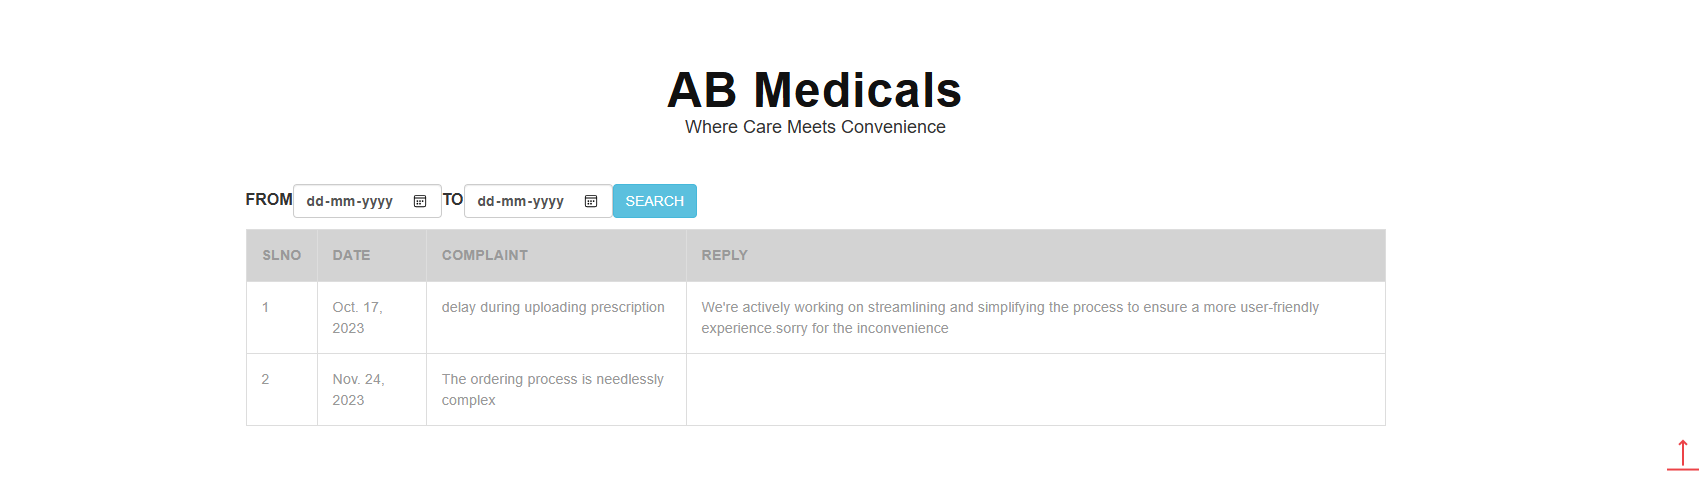 AB Medicals
Where Care Meets Convenience
FROM dd-mm-yyyy TO dd-mm-yyyy SEARCH
SLNO DATE COMPLAINT REPLY
1 Oct. 17, delay during uploading prescription We're actively working on streamlining and simplifying the process to ensure a more user-friendly
2023 experience.sorry for the inconvenience
2 Nov. 24, The ordering process is needlessly
2023 complex